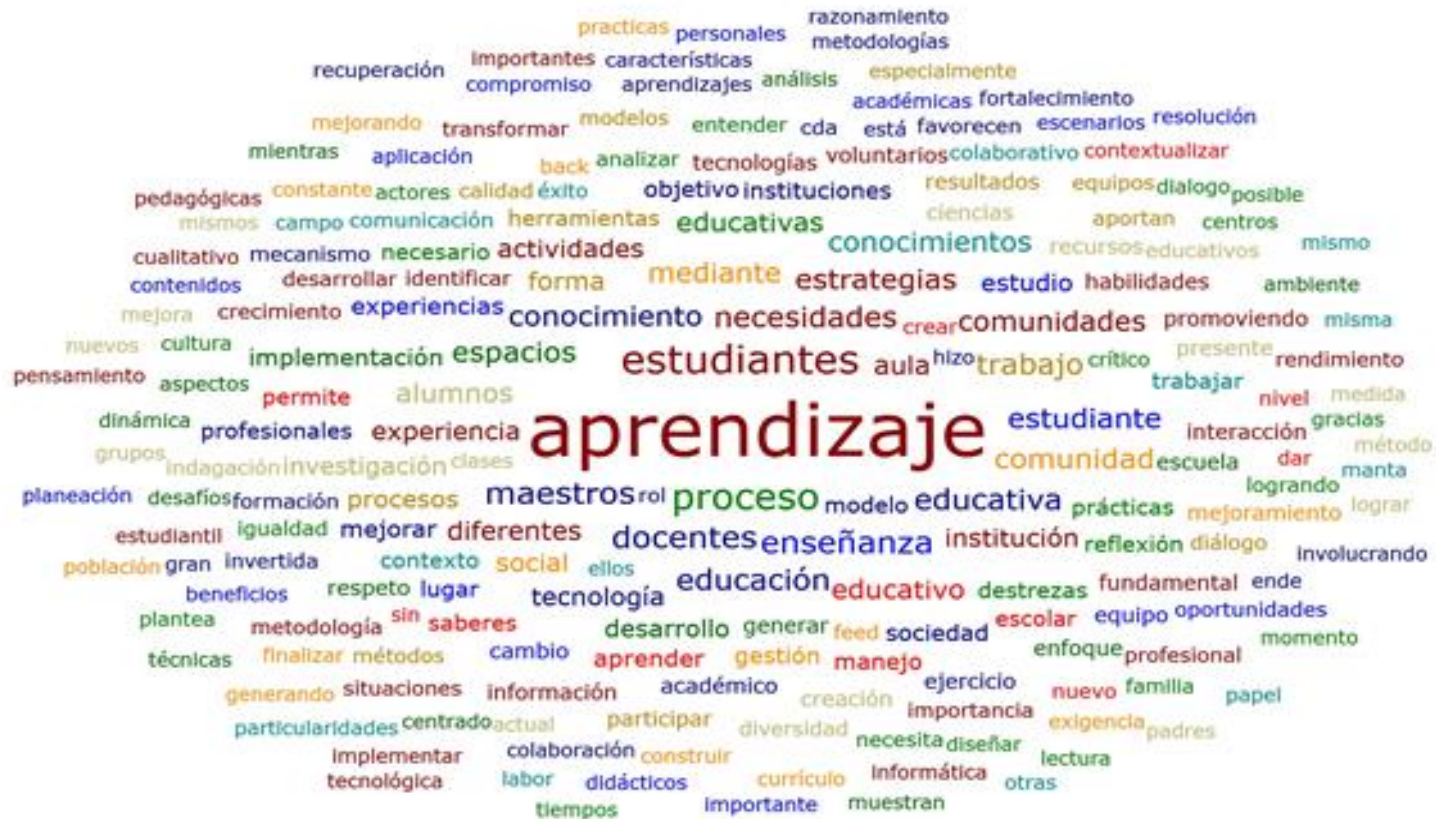 razonamiento
practicas personales metodologías
importantes características
recuperación compromiso aprendizajes análisis especialmente
académicas fortalecimiento
mejorando transformar modelos entender cda está favorecen escenarios resolución
mientras aplicación back analizar tecnologías voluntarios colaborativo contextualizar
pedagógicas constante actores calidad éxito objetivo instituciones resultados equipos dialogo posible
mismos campo comunicación herramientas educativas ciencias aportan centros
cualitativo mecanismo necesario actividades conocimientos recursos educativos mismo
contenidos desarrollar identificar forma mediante estrategias estudio habilidades ambiente
mejora crecimiento experiencias conocimiento necesidades crear comunidades promoviendo misma
nuevos cultura implementación espacios estudiantes aula hizo trabajo crítico presente rendimiento
pensamiento aspectos permite alumnos trabajar nivel medida
dinámica profesionales experiencia aprendizaje estudiante interacción gracias
grupos indagación investigación clases comunidad escuela dar método manta
planeación desafíos formación procesos maestros rol proceso modelo educativa prácticas logrando mejoramiento lograr
estudiantil igualdad mejorar diferentes docentes enseñanza institución reflexión diálogo involucrando
población gran invertida contexto social ellos
beneficios respeto lugar tecnología educación educativo destrezas fundamental ende
plantea metodología sin saberes desarrollo generar feed sociedad escolar equipo oportunidades
técnicas finalizar métodos cambio aprender gestión manejo enfoque profesional momento
generando situaciones información académico creación ejercicio nuevo familia papel
particularidades centrado actual participar diversidad importancia exigencia padres
implementar colaboración construir necesita diseñar lectura
tecnológica labor didácticos currículo informática otras
tiempos importante muestran